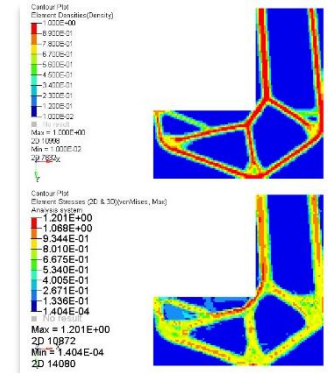 Contour Plot
Element Densities(Density)
1.000E+00
8.900E-01
7.800E-01
6.700E-01
5.600E-01
4.500E-01
3.400E-01
2.300E-01
1.200E-01
1.000E-02
No result
Max = 1.000E+00
2D 10998
Min = 1.000E-02
X
Y
Contour Plot
Element Stresses (2D & 3D)(vonMises, Max)
Analysis system
1.201E+00
1.068E+00
9.344E-01
8.010E-01
6.675E-01
5.340E-01
4.005E-01
2.671E-01
1.336E-01
1.404E-04
No result
Max = 1.201E+00
2D 10872
Min = 1.404E-04
2D 14080